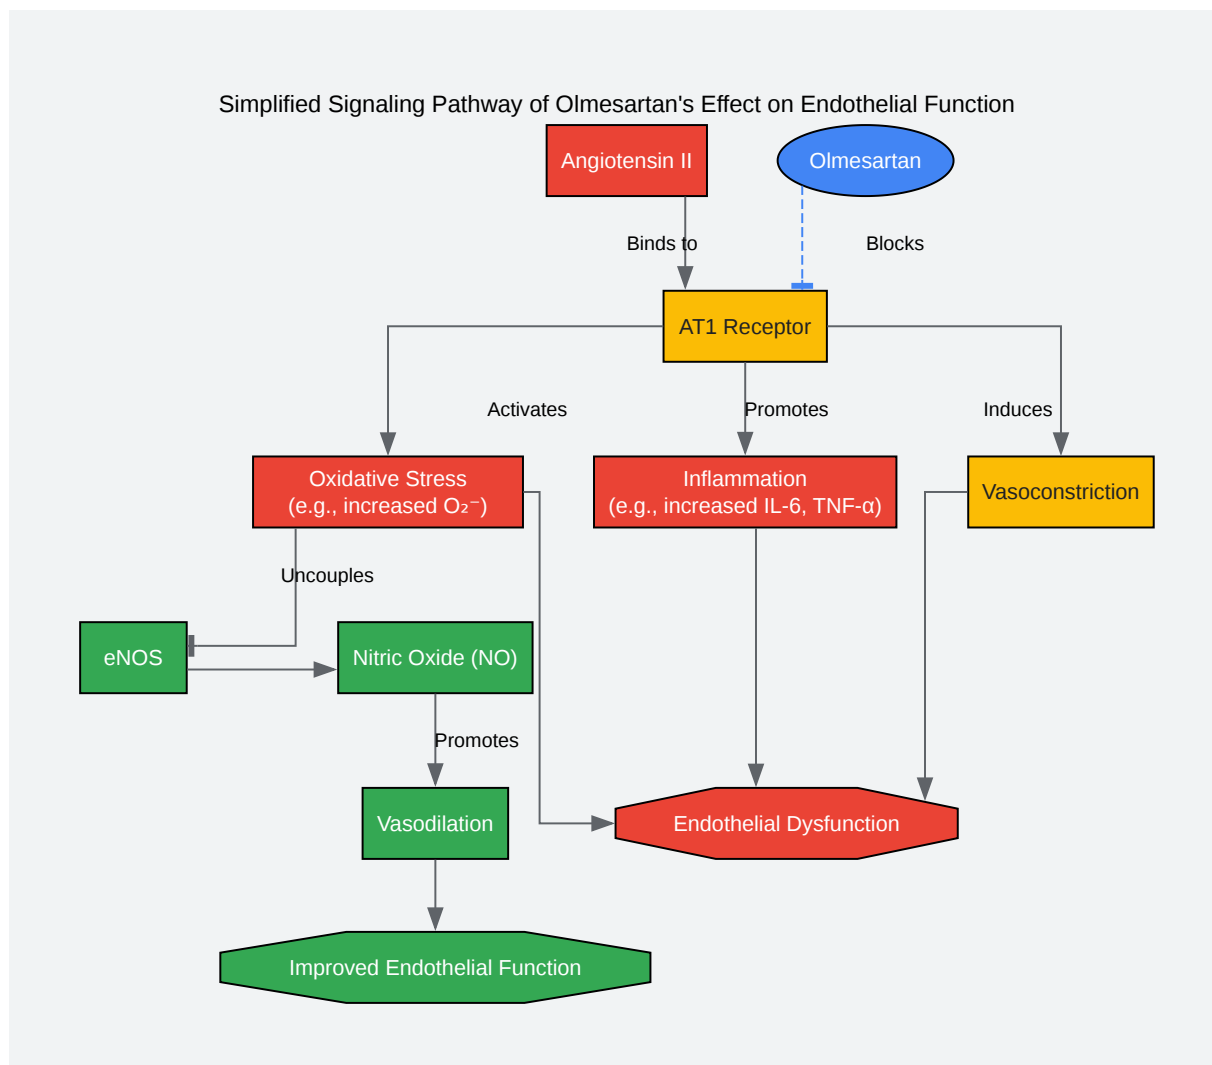 Simplified Signaling Pathway of Olmesartan's Effect on Endothelial Function
Angiotensin II
Olmesartan
Binds to
Blocks
AT1 Receptor
Activates
Promotes
Induces
Oxidative Stress
(e.g., increased O₂⁻)
Inflammation
(e.g., increased IL-6, TNF-α)
Vasoconstriction
Uncouples
eNOS
Nitric Oxide (NO)
Promotes
Vasodilation
Endothelial Dysfunction
Improved Endothelial Function